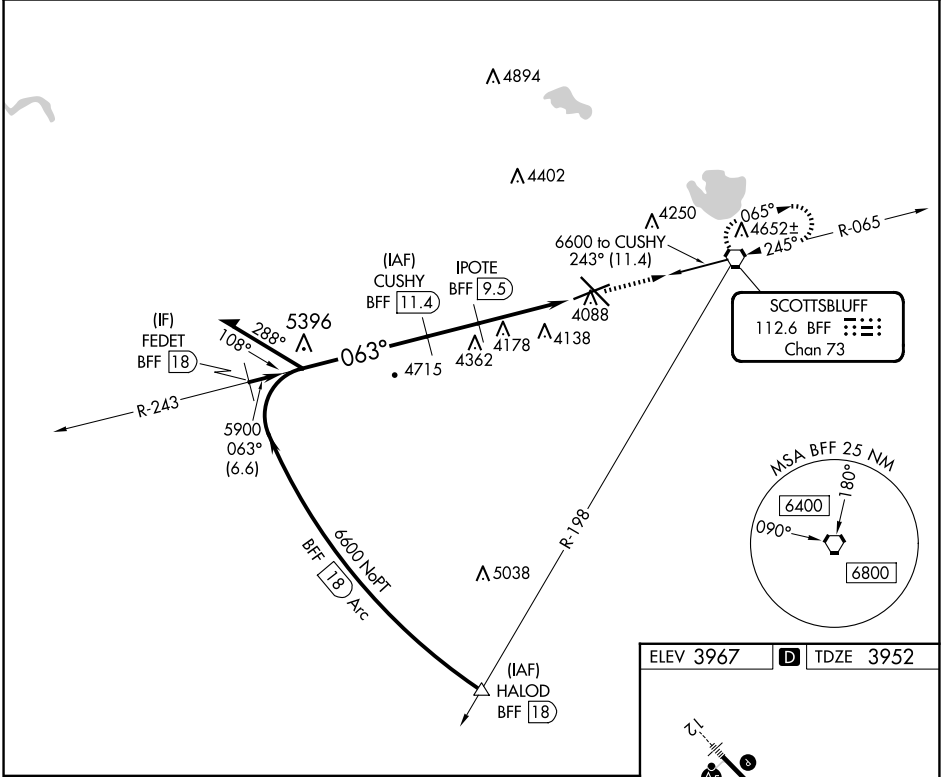 4894
4402
4250
065°
4652±
245°
R-065
6600 to CUSHY
243° (11.4)
(IAF)
CUSHY
BFF 11.4
IPOTE
BFF 9.5
4088
SCOTTSBLUFF
112.6 BFF
Chan 73
(IF)
FEDET
BFF 18
288°
108°
5396
063°
4715
4362
4178
4138
R-243
5900
063°
(6.6)
MSA BFF 25 NM
6400
180°
090°
6800
6600 NoPT
BFF 18 Arc
R-198
5038
(IAF)
HALOD
BFF 18
ELEV 3967
D
TDZE 3952
12
P